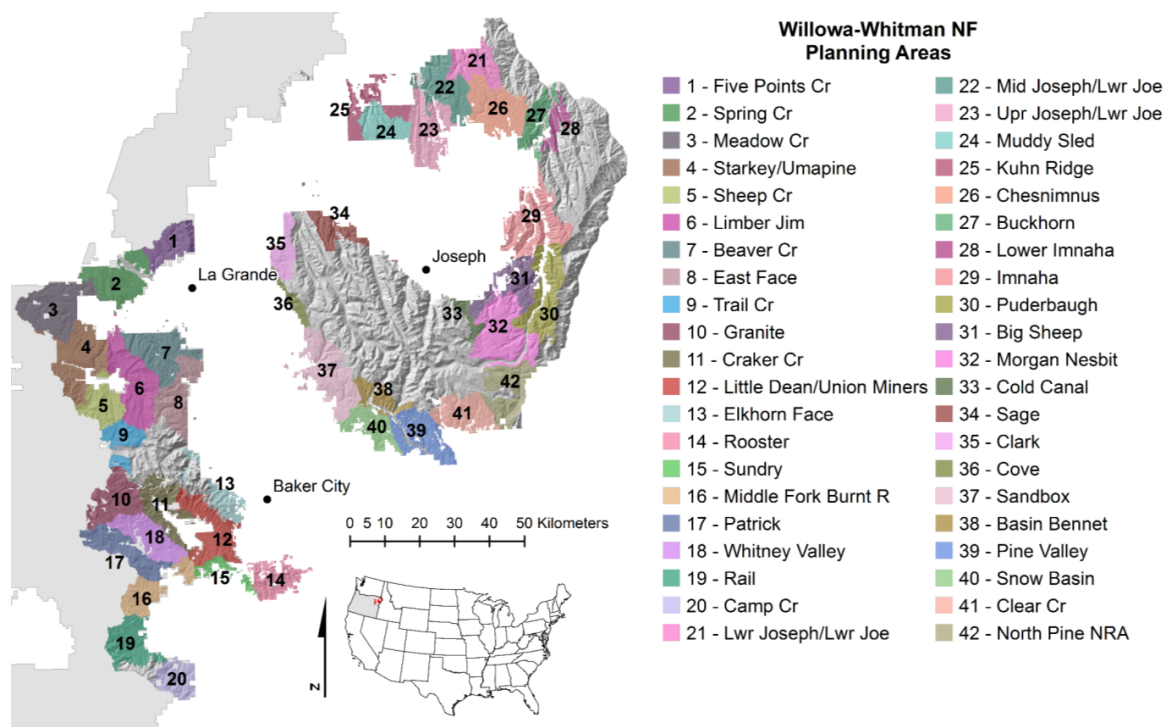 Willowa-Whitman NF
Planning Areas
1 - Five Points Cr
2 - Spring Cr
3 - Meadow Cr
4 - Starkey/Umapine
5 - Sheep Cr
6 - Limber Jim
7 - Beaver Cr
8 - East Face
9 - Trail Cr
10 - Granite
11 - Craker Cr
12 - Little Dean/Union Miners
13 - Elkhorn Face
14 - Rooster
15 - Sundry
16 - Middle Fork Burnt R
17 - Patrick
18 - Whitney Valley
19 - Rail
20 - Camp Cr
21 - Lwr Joseph/Lwr Joe
22 - Mid Joseph/Lwr Joe
23 - Upr Joseph/Lwr Joe
24 - Muddy Sled
25 - Kuhn Ridge
26 - Chesnimnus
27 - Buckhorn
28 - Lower Imnaha
29 - Imnaha
30 - Puderbaugh
31 - Big Sheep
32 - Morgan Nesbit
33 - Cold Canal
34 - Sage
35 - Clark
36 - Cove
37 - Sandbox
38 - Basin Bennet
39 - Pine Valley
40 - Snow Basin
41 - Clear Cr
42 - North Pine NRA
21
22
25
26
24
23
27
28
34
29
35
1
Joseph
La Grande
2
31
36
3
33
30
32
4
7
37
42
6
38
8
5
41
40
39
9
13
Baker City
10
11
0 5 10 20 30 40 50 Kilometers
18
12
17
15
14
16
19
20
N